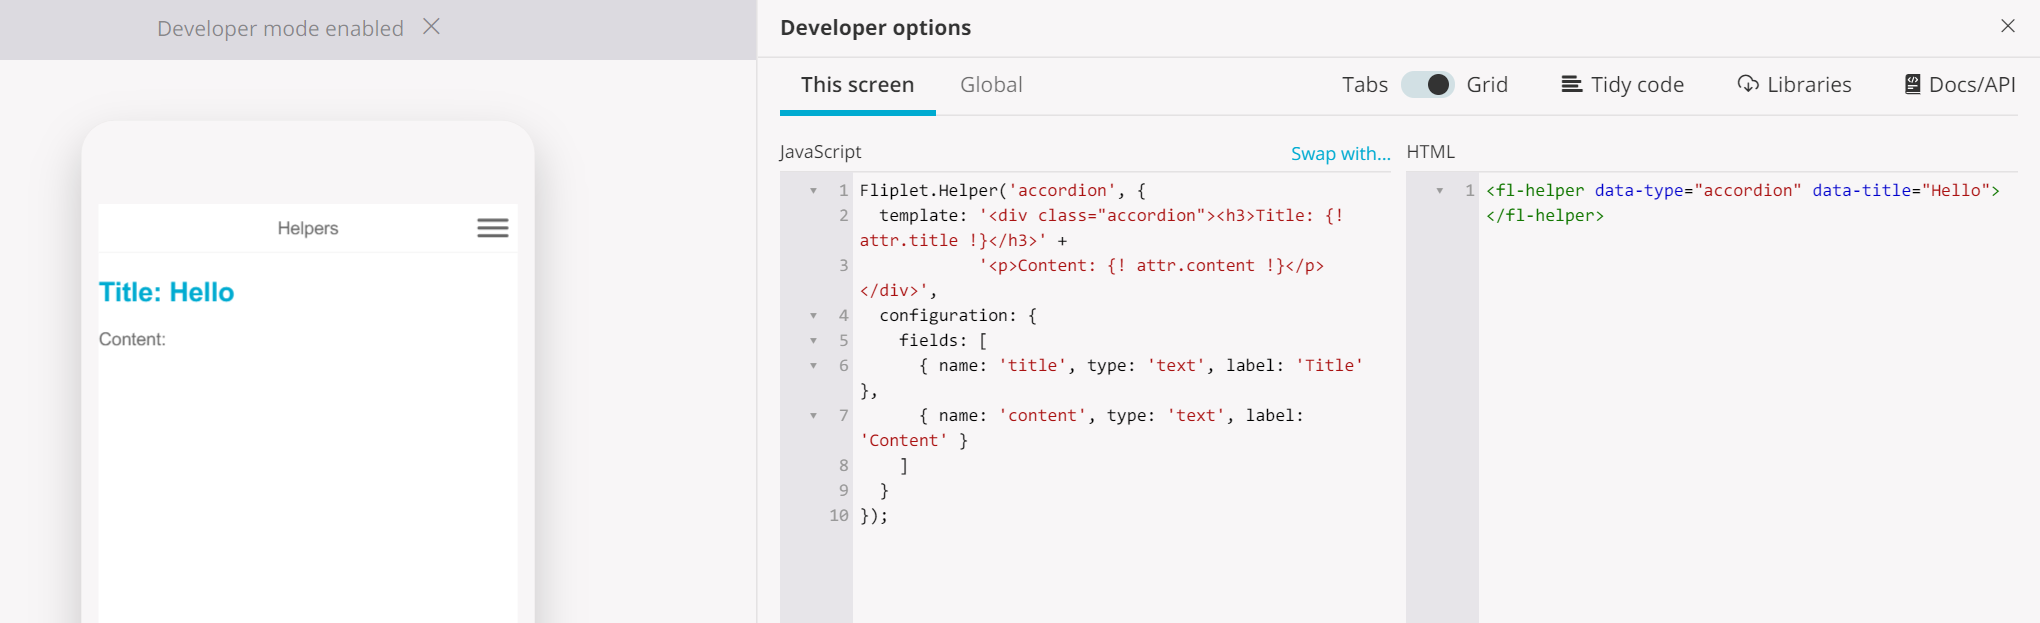 Developer mode enabled
Helpers
Title: Hello
Content:
Developer options
This screen
Global
Tabs
Grid
Tidy code
Libraries
Docs/API
JavaScript
Swap with...
1 Fliplet.Helper('accordion', {
2   template: '<div class="accordion"><h3>Title: {!
attr.title !}</h3>' +
3             '<p>Content: {! attr.content !}</p>
</div>',
4   configuration: {
5     fields: [
6       { name: 'title', type: 'text', label: 'Title'
},
7       { name: 'content', type: 'text', label:
'Content' }
8     ]
9   }
10 });
HTML
1 <fl-helper data-type="accordion" data-title="Hello">
</fl-helper>